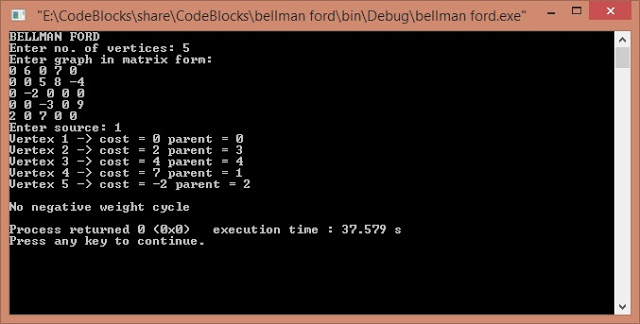 "E:\CodeBlocks\share\CodeBlocks\bellman ford\bin\Debug\bellman ford.exe"
BELLMAN FORD
Enter no. of vertices: 5
Enter graph in matrix form:
0 6 0 7 0
0 0 5 8 -4
0 -2 0 0 0
0 0 -3 0 9
2 0 7 0 0
Enter source: 1
Vertex 1 -> cost = 0 parent = 0
Vertex 2 -> cost = 2 parent = 3
Vertex 3 -> cost = 4 parent = 4
Vertex 4 -> cost = 7 parent = 1
Vertex 5 -> cost = -2 parent = 2
No negative weight cycle
Process returned 0 (0x0)   execution time : 37.579 s
Press any key to continue.